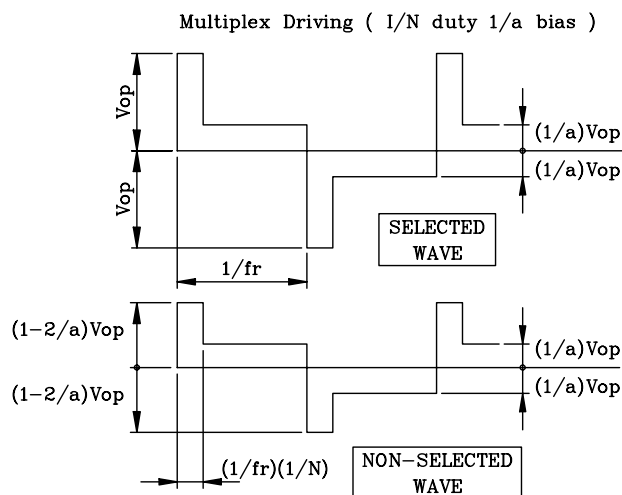 Multiplex Driving ( I/N duty 1/a bias )
Vop
Vop
(1/a)Vop
(1/a)Vop
SELECTED
WAVE
1/fr
(1-2/a)Vop
(1-2/a)Vop
(1/a)Vop
(1/a)Vop
(1/fr)(1/N)
NON-SELECTED
WAVE